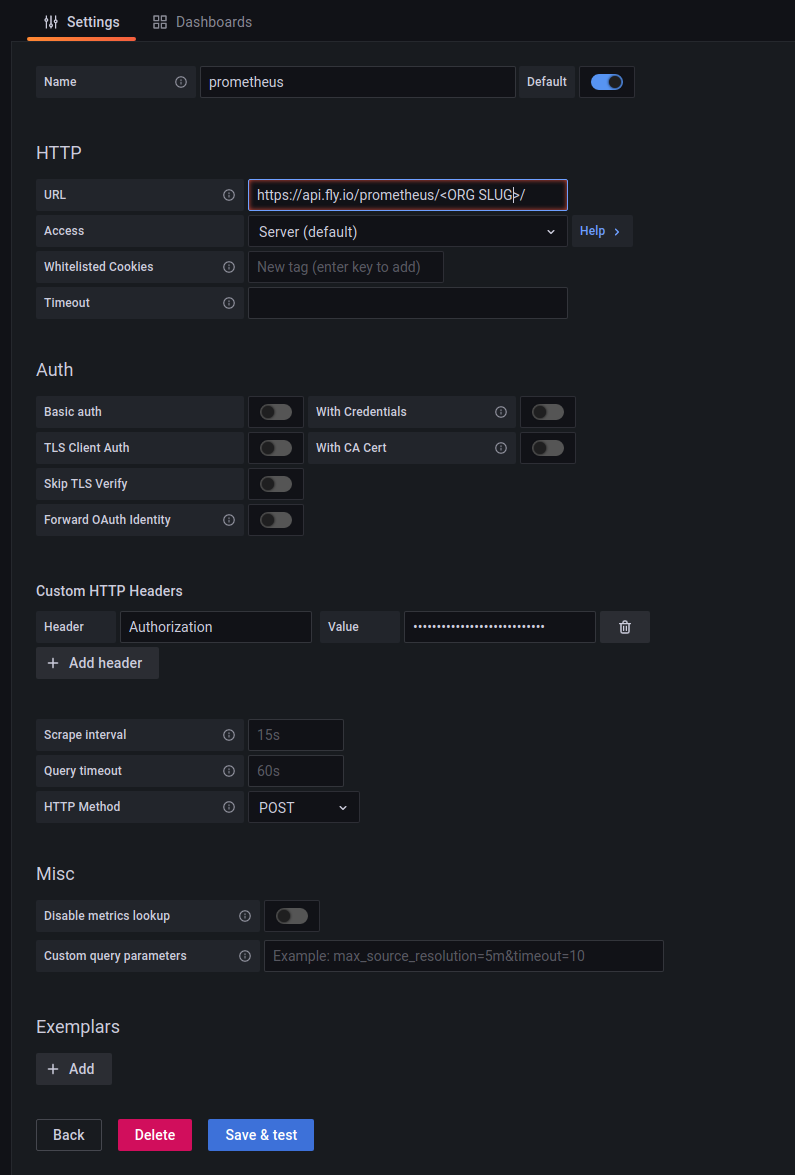 Settings Dashboards
Name prometheus Default
HTTP
URL https://api.fly.io/prometheus/<ORG SLUG>/
Access Server (default) Help >
Whitelisted Cookies New tag (enter key to add)
Timeout
Auth
Basic auth With Credentials
TLS Client Auth With CA Cert
Skip TLS Verify
Forward OAuth Identity
Custom HTTP Headers
Header Authorization Value ••••••••••••••••••••••••••••
+ Add header
Scrape interval 15s
Query timeout 60s
HTTP Method POST
Misc
Disable metrics lookup
Custom query parameters Example: max_source_resolution=5m&timeout=10
Exemplars
+ Add
Back Delete Save & test